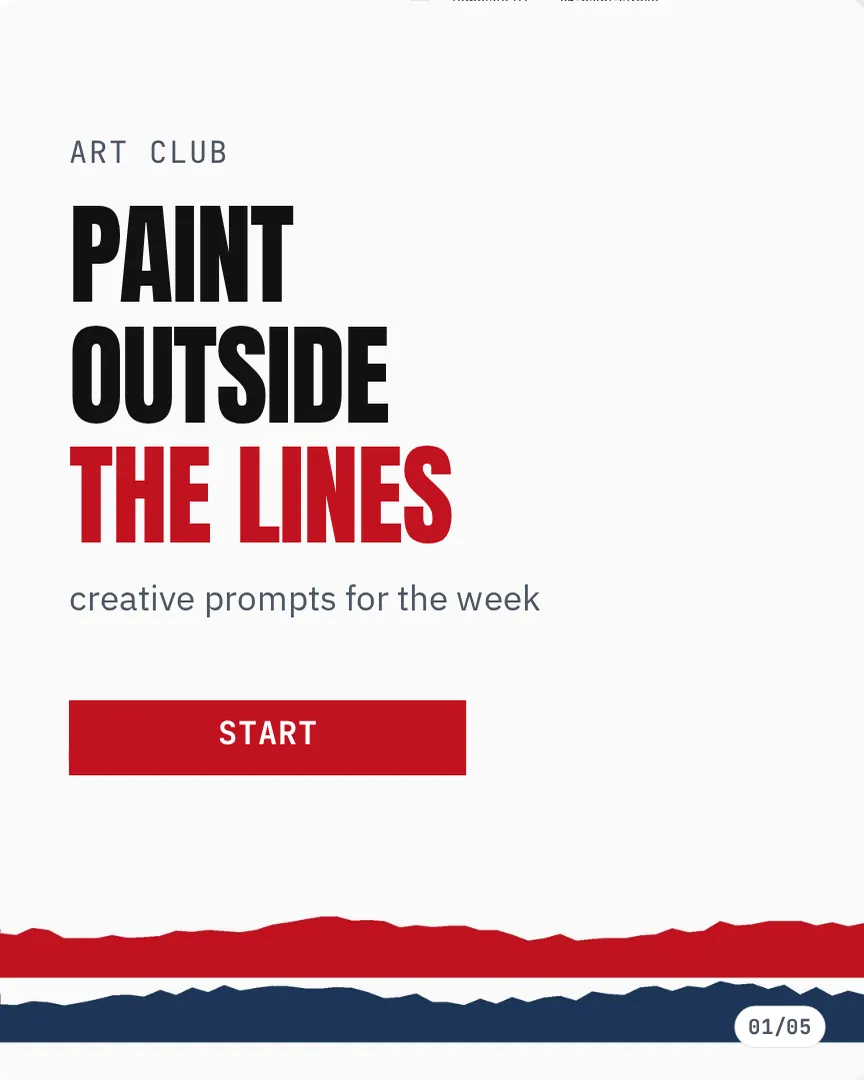 ART CLUB
PAINT
OUTSIDE
THE LINES
creative prompts for the week
START
01/05